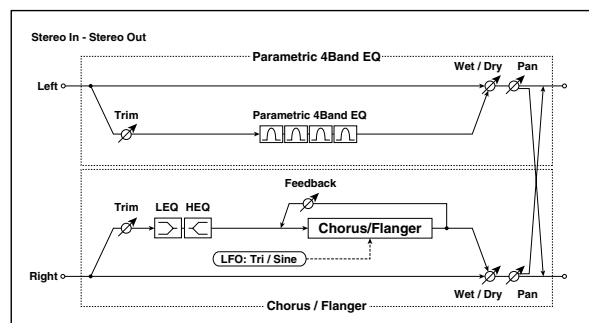 Stereo In - Stereo Out
Parametric 4Band EQ
Wet / Dry
Pan
Left
Trim
Parametric 4Band EQ
Feedback
Trim
LEQ
HEQ
Chorus/Flanger
LFO: Tri / Sine
Right
Wet / Dry
Pan
Chorus / Flanger